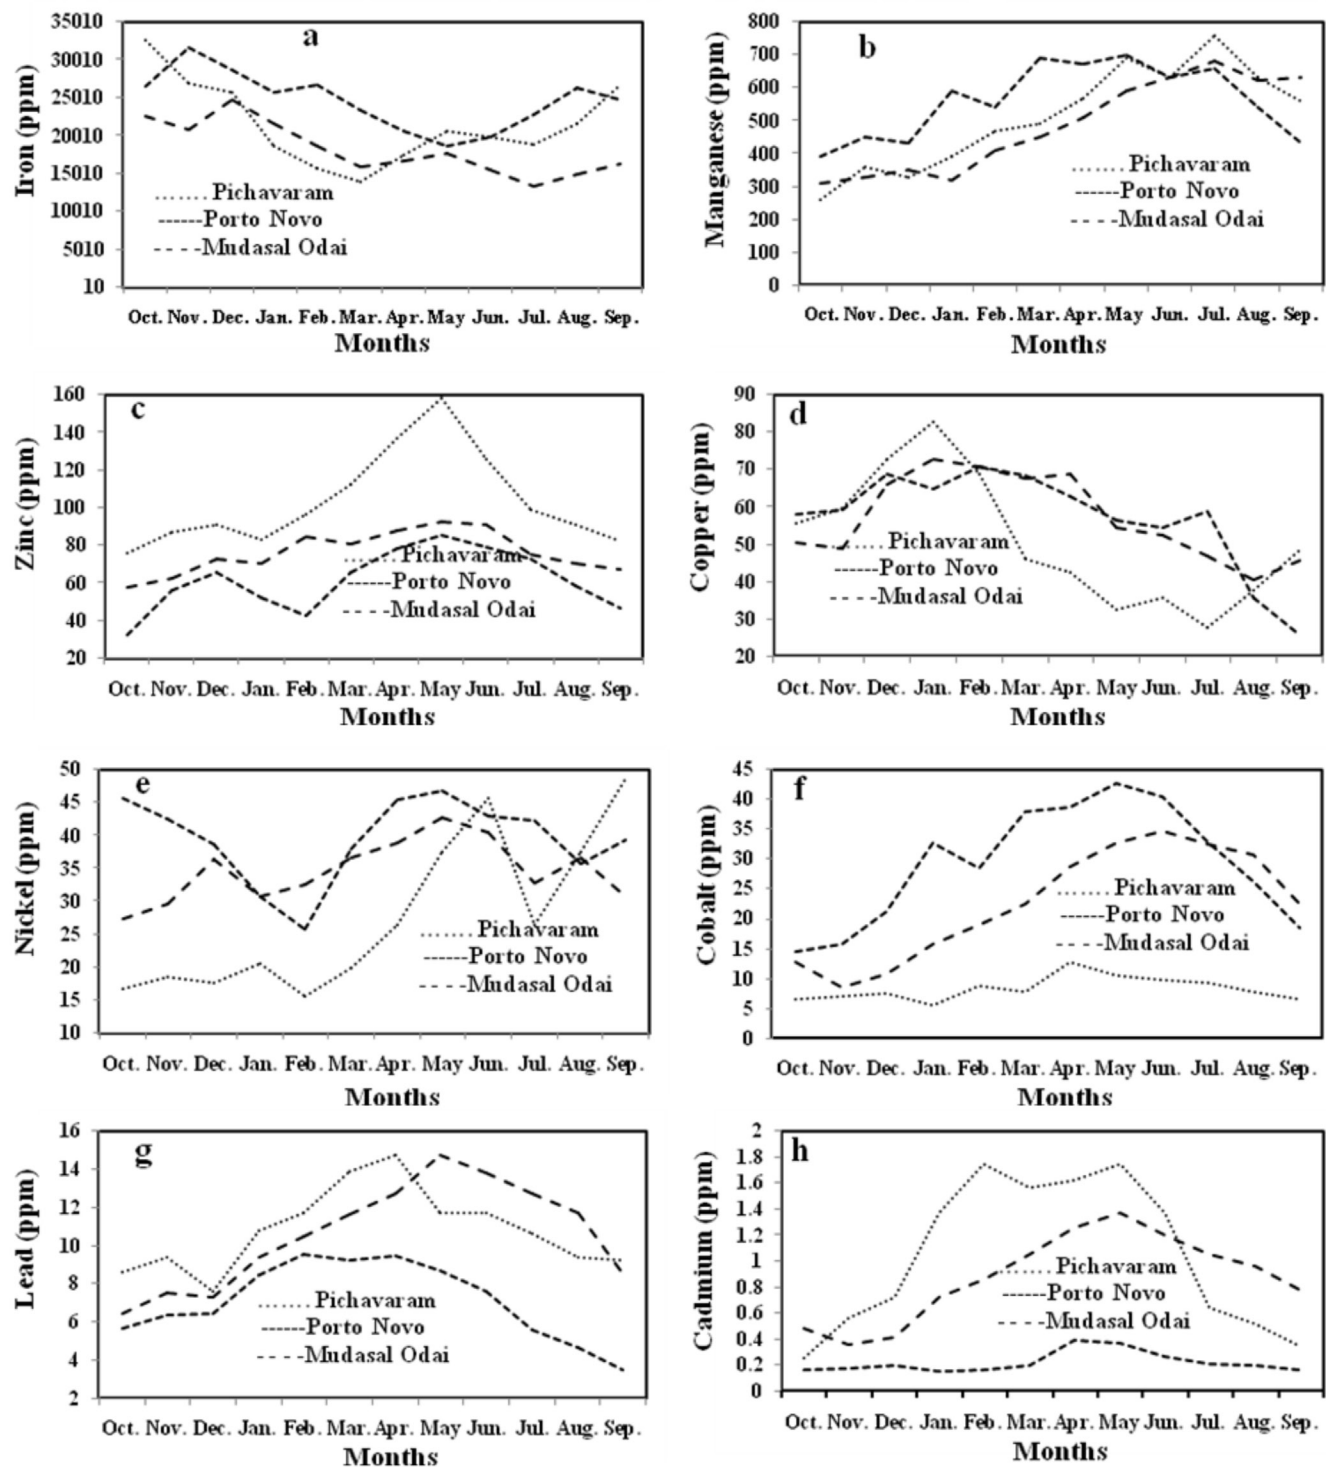 a
Iron (ppm)
35010
30010
25010
20010
15010
10010
5010
10
Pichavaram
Porto Novo
Mudasal Odai
Oct. Nov. Dec. Jan. Feb. Mar. Apr. May Jun. Jul. Aug. Sep.
Months
b
Manganese (ppm)
800
700
600
500
400
300
200
100
0
Pichavaram
Porto Novo
Mudasal Odai
Oct. Nov. Dec. Jan. Feb. Mar. Apr. May Jun. Jul. Aug. Sep.
Months
c
Zinc (ppm)
160
140
120
100
80
60
40
20
Pichavaram
Porto Novo
Mudasal Odai
Oct. Nov. Dec. Jan. Feb. Mar. Apr. May Jun. Jul. Aug. Sep.
Months
d
Copper (ppm)
90
80
70
60
50
40
30
20
Pichavaram
Porto Novo
Mudasal Odai
Oct. Nov. Dec. Jan. Feb. Mar. Apr. May Jun. Jul. Aug. Sep.
Months
e
Nickel (ppm)
50
45
40
35
30
25
20
15
10
Pichavaram
Porto Novo
Mudasal Odai
Oct. Nov. Dec. Jan. Feb. Mar. Apr. May Jun. Jul. Aug. Sep.
Months
f
Cobalt (ppm)
45
40
35
30
25
20
15
10
5
0
Pichavaram
Porto Novo
Mudasal Odai
Oct. Nov. Dec. Jan. Feb. Mar. Apr. May Jun. Jul. Aug. Sep.
Months
g
Lead (ppm)
16
14
12
10
8
6
4
2
Pichavaram
Porto Novo
Mudasal Odai
Oct. Nov. Dec. Jan. Feb. Mar. Apr. May Jun. Jul. Aug. Sep.
Months
h
Cadmium (ppm)
2
1.8
1.6
1.4
1.2
1
0.8
0.6
0.4
0.2
0
Pichavaram
Porto Novo
Mudasal Odai
Oct. Nov. Dec. Jan. Feb. Mar. Apr. May Jun. Jul. Aug. Sep.
Months